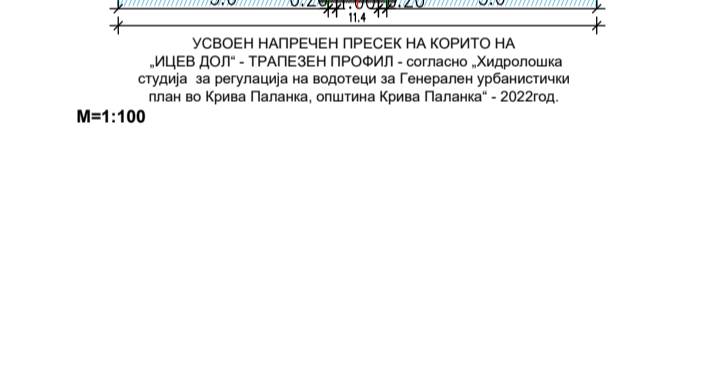 11.4
УСВОЕН НАПРЕЧЕН ПРЕСЕК НА КОРИТО НА
„ИЦЕВ ДОЛ“ - ТРАПЕЗЕН ПРОФИЛ - согласно „Хидролошка
студија за регулација на водотеци за Генерален урбанистички
план во Крива Паланка, општина Крива Паланка“ - 2022год.
М=1:100